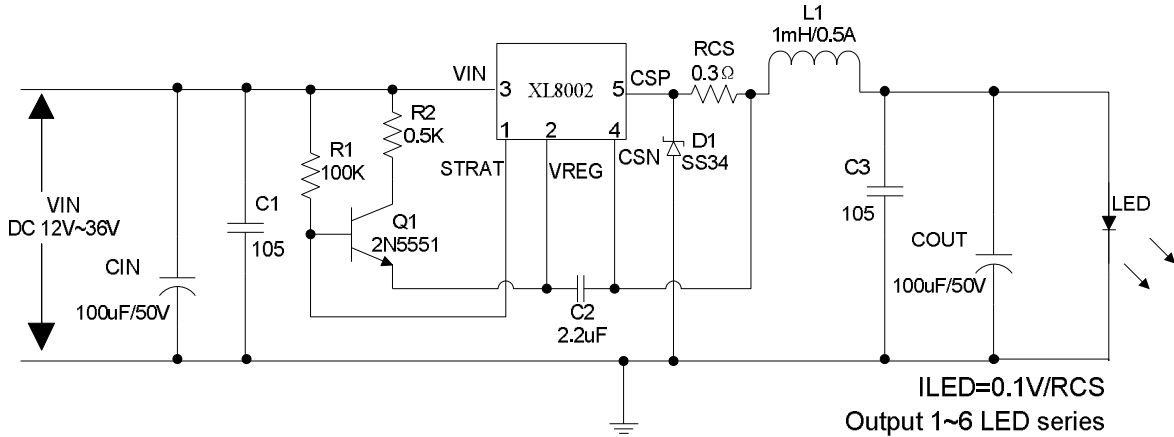 L1
1mH/0.5A
RCS
0.3Ω
VIN
3
XL8002
5
CSP
1
2
4
R2
0.5K
R1
100K
STRAT
VREG
CSN
D1
SS34
C3
105
VIN
DC 12V~36V
C1
105
Q1
2N5551
LED
CIN
100uF/50V
COUT
100uF/50V
C2
2.2uF
ILED=0.1V/RCS
Output 1~6 LED series